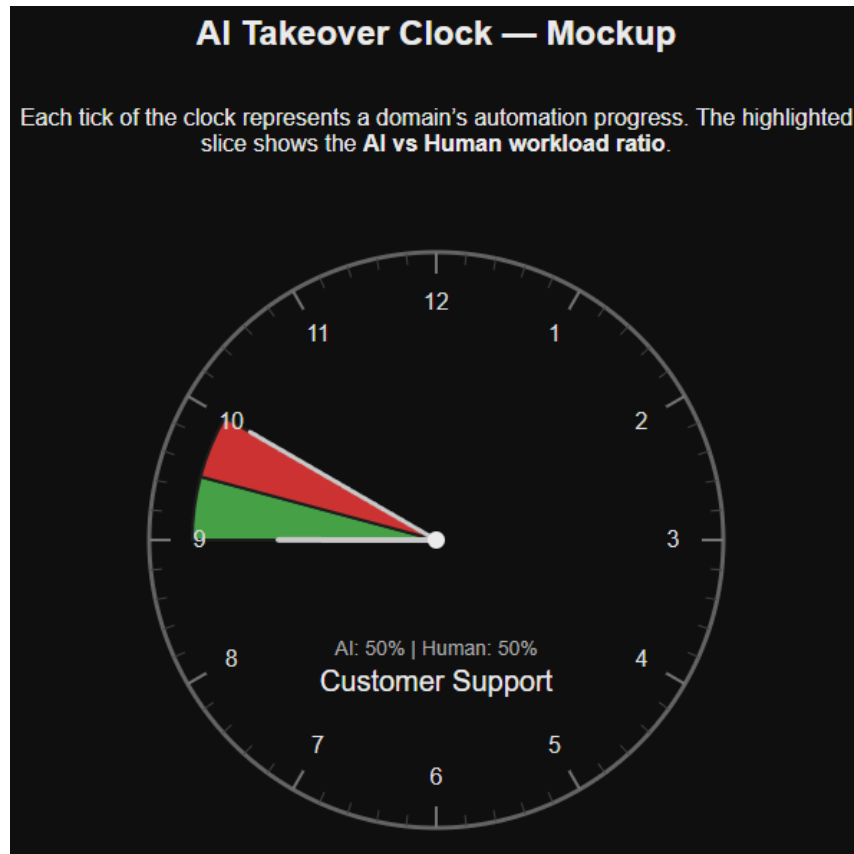 AI Takeover Clock — Mockup
Each tick of the clock represents a domain’s automation progress. The highlighted
slice shows the AI vs Human workload ratio.
12
11
1
10
2
9
3
AI: 50% | Human: 50%
8
4
Customer Support
7
5
6